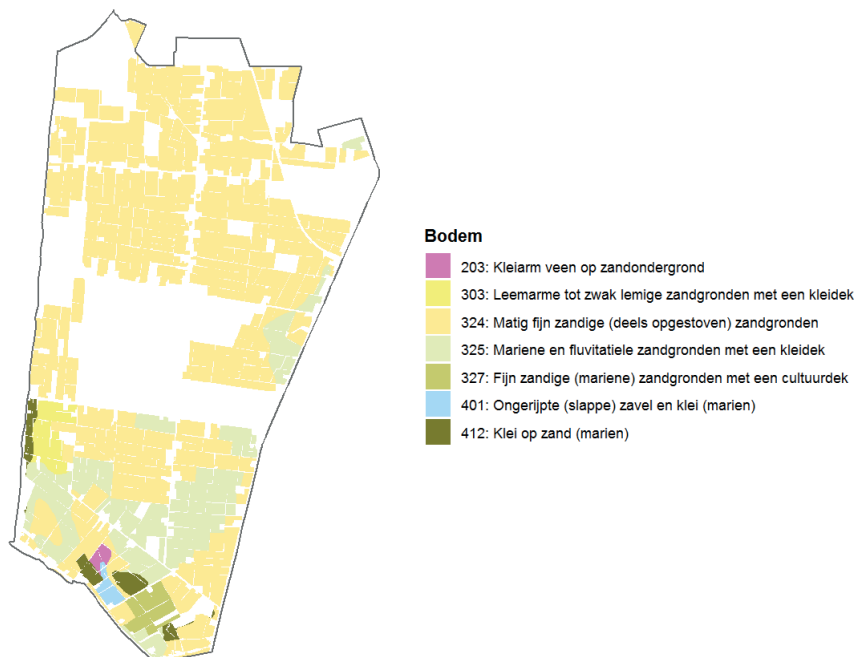 Bodem
203: Kleiarm veen op zandondergrond
303: Leemarme tot zwak lemige zandgronden met een kleidek
324: Matig fijn zandige (deels opgestoven) zandgronden
325: Mariene en fluvitatiele zandgronden met een kleidek
327: Fijn zandige (mariene) zandgronden met een cultuurdek
401: Ongerijpte (slappe) zavel en klei (marien)
412: Klei op zand (marien)